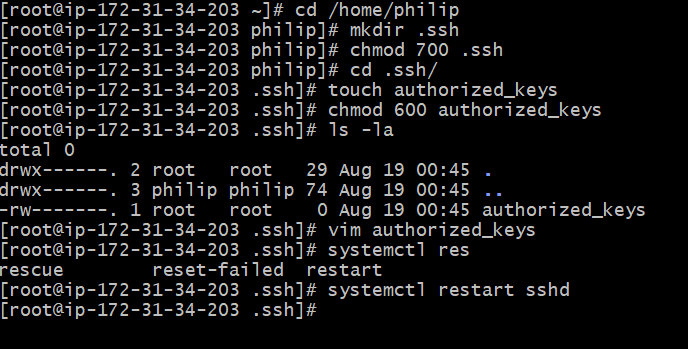 [root@ip-172-31-34-203 ~]# cd /home/philip
[root@ip-172-31-34-203 philip]# mkdir .ssh
[root@ip-172-31-34-203 philip]# chmod 700 .ssh
[root@ip-172-31-34-203 philip]# cd .ssh/
[root@ip-172-31-34-203 .ssh]# touch authorized_keys
[root@ip-172-31-34-203 .ssh]# chmod 600 authorized_keys
[root@ip-172-31-34-203 .ssh]# ls -la
total 0
drwx------. 2 root   root   29 Aug 19 00:45 .
drwx------. 3 philip philip 74 Aug 19 00:45 ..
-rw-------. 1 root   root    0 Aug 19 00:45 authorized_keys
[root@ip-172-31-34-203 .ssh]# vim authorized_keys
[root@ip-172-31-34-203 .ssh]# systemctl res
rescue        reset-failed  restart
[root@ip-172-31-34-203 .ssh]# systemctl restart sshd
[root@ip-172-31-34-203 .ssh]#